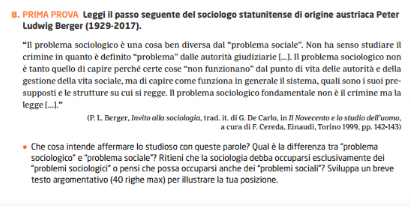 8. PRIMA PROVA Leggi il passo seguente del sociologo statunitense di origine austriaca Peter
Ludwig Berger (1929-2017).
"Il problema sociologico è una cosa ben diversa dal "problema sociale". Non ha senso studiare il
crimine in quanto è definito "problema" dalle autorità giudiziarie [...]. Il problema sociologico non
è tanto quello di capire perché certe cose "non funzionano" dal punto di vita delle autorità e della
gestione della vita sociale, ma di capire come funziona in generale il sistema, quali sono i suoi pre-
supposti e le strutture su cui si regge. Il problema sociologico fondamentale non è il crimine ma la
legge [...]."
(P. L. Berger, Invito alla sociologia, trad. it. di G. De Carlo, in Il Novecento e lo studio dell'uomo,
a cura di F. Cereda, Einaudi, Torino 1999, pp. 142-143)
• Che cosa intende affermare lo studioso con queste parole? Qual è la differenza tra "problema
sociologico" e "problema sociale"? Ritieni che la sociologia debba occuparsi esclusivamente dei
"problemi sociologici" o pensi che possa occuparsi anche dei "problemi sociali"? Sviluppa un breve
testo argomentativo (40 righe max) per illustrare la tua posizione.